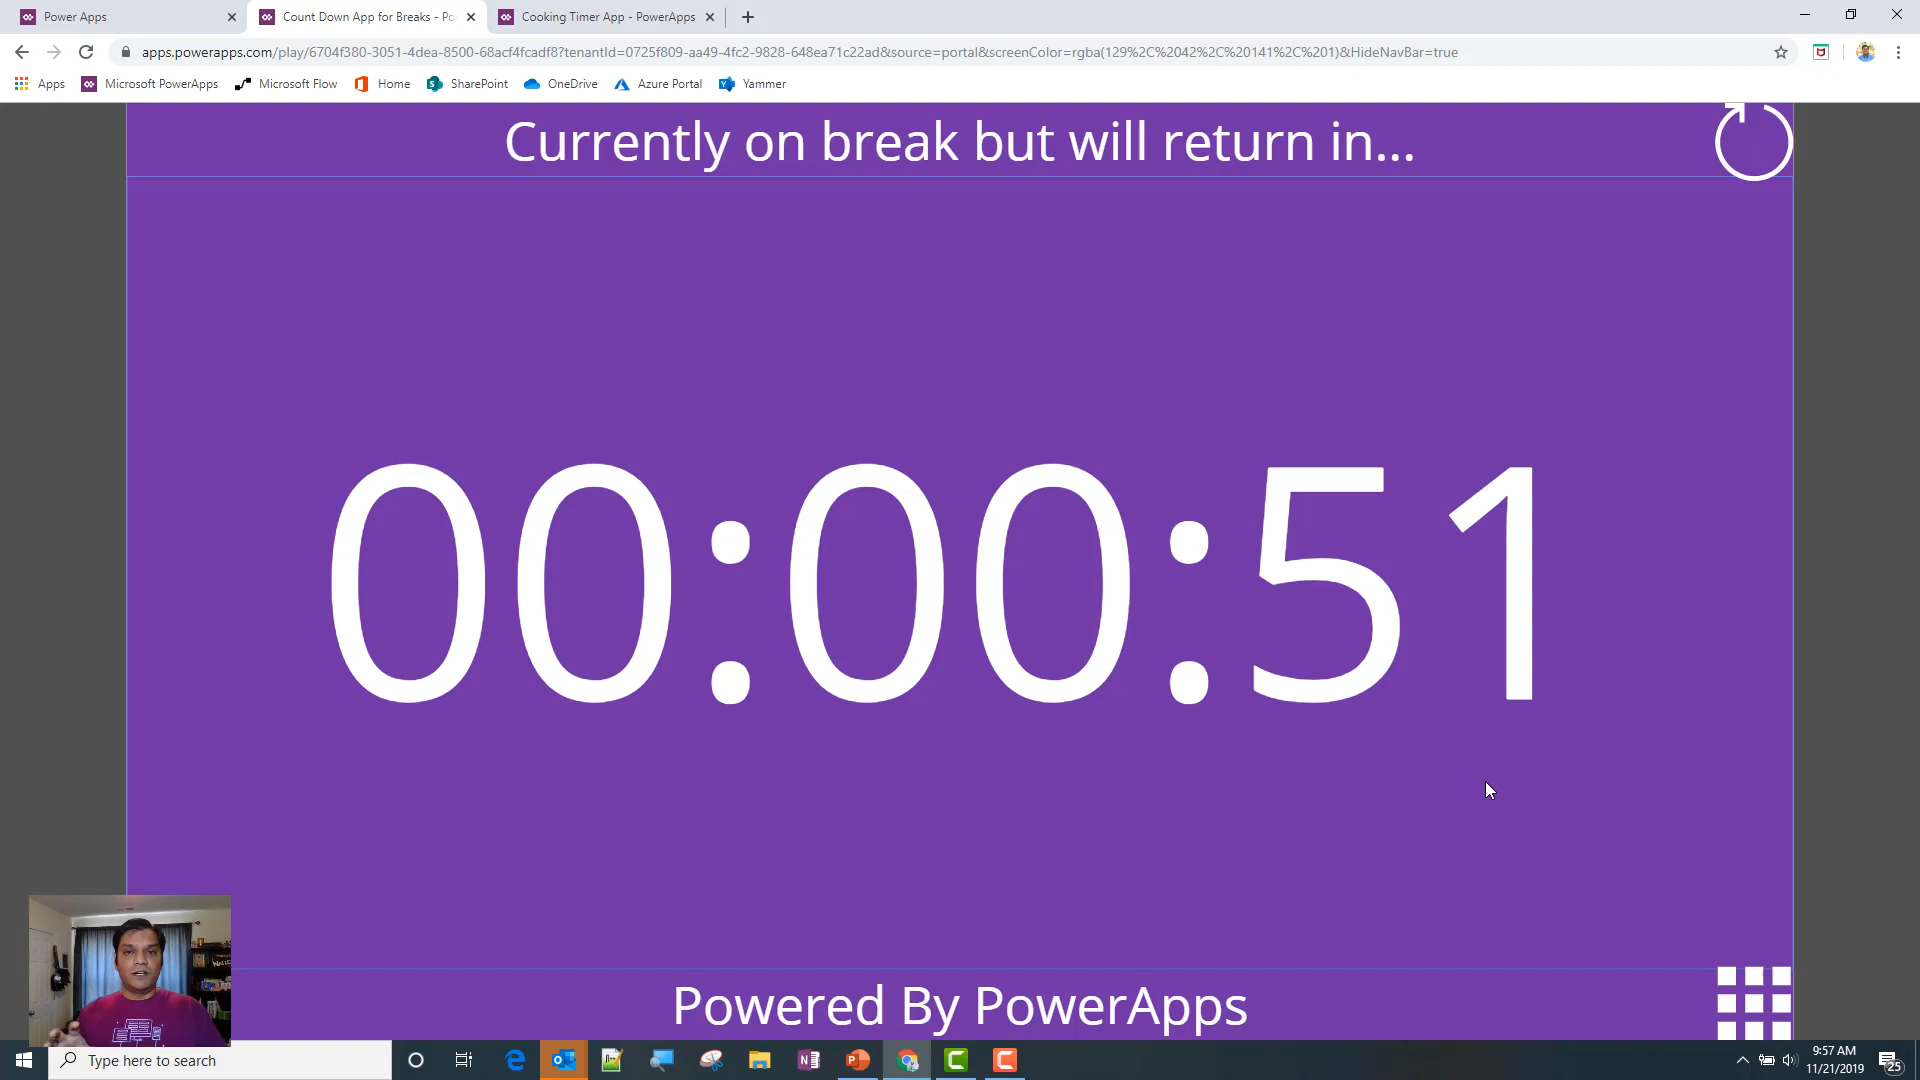 Power Apps
Count Down App for Breaks - Po
Cooking Timer App - PowerApps
apps.powerapps.com/play/6704f380-3051-4dea-8500-68acf4fcadf8?tenantId=0725f809-aa49-4fc2-9828-648ea71c22ad&source=portal&screenColor=rgba(129%2C%2042%2C%20141%2C%201)&HideNavBar=true
Apps
Microsoft PowerApps
Microsoft Flow
Home
SharePoint
OneDrive
Azure Portal
Yammer
Currently on break but will return in...
00:00:51
Powered By PowerApps
Type here to search
9:57 AM
11/21/2019
25